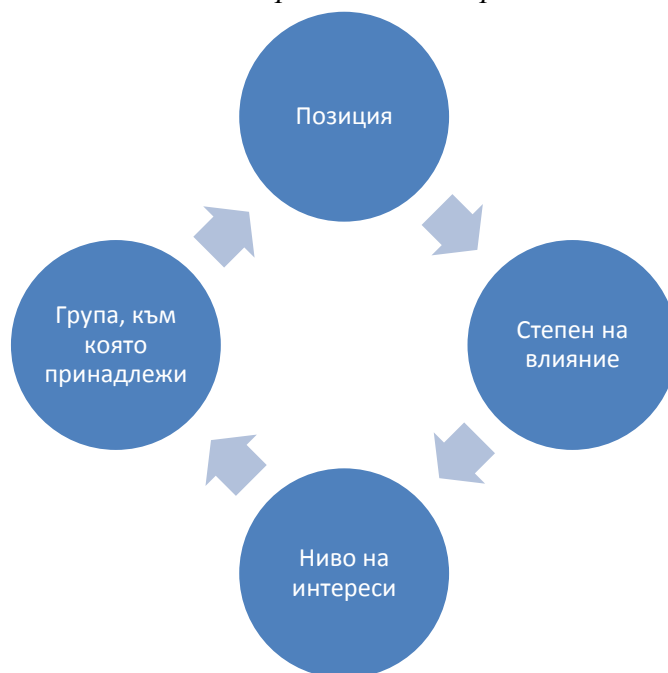 Позиция
Степен на
влияние
Ниво на
интереси
Група, към
която
принадлежи